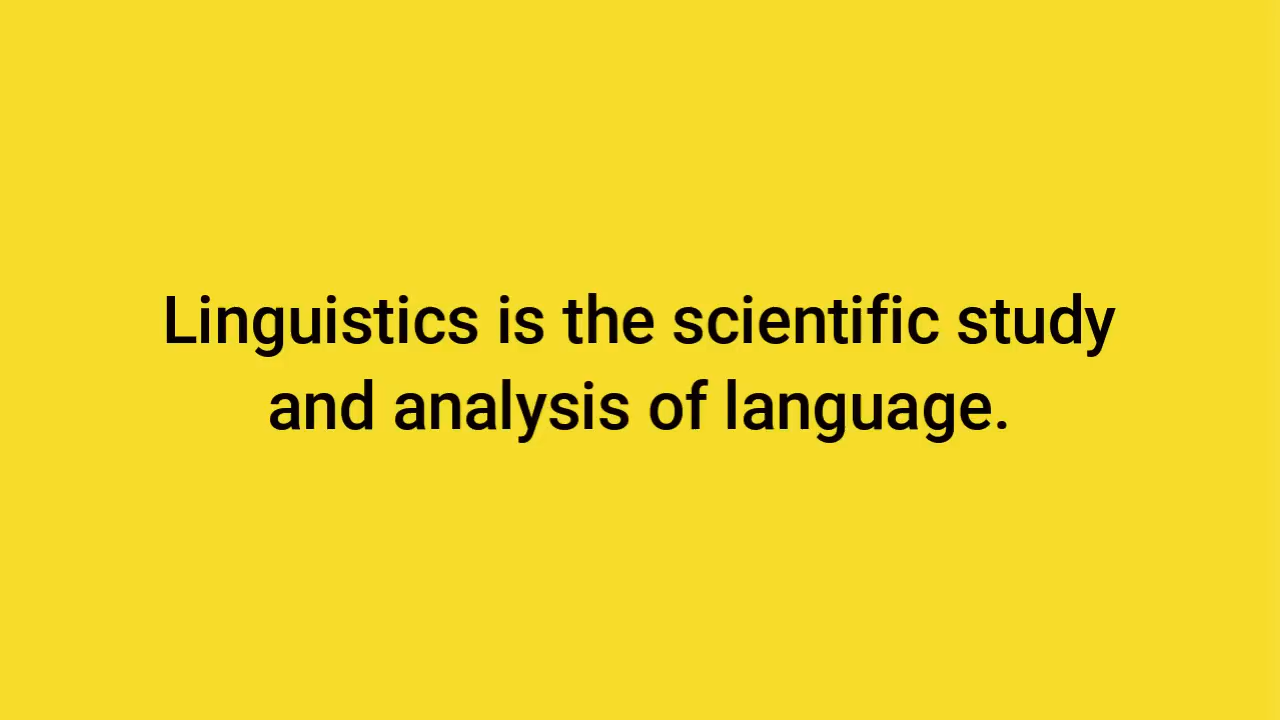 Linguistics is the scientific study
and analysis of language.